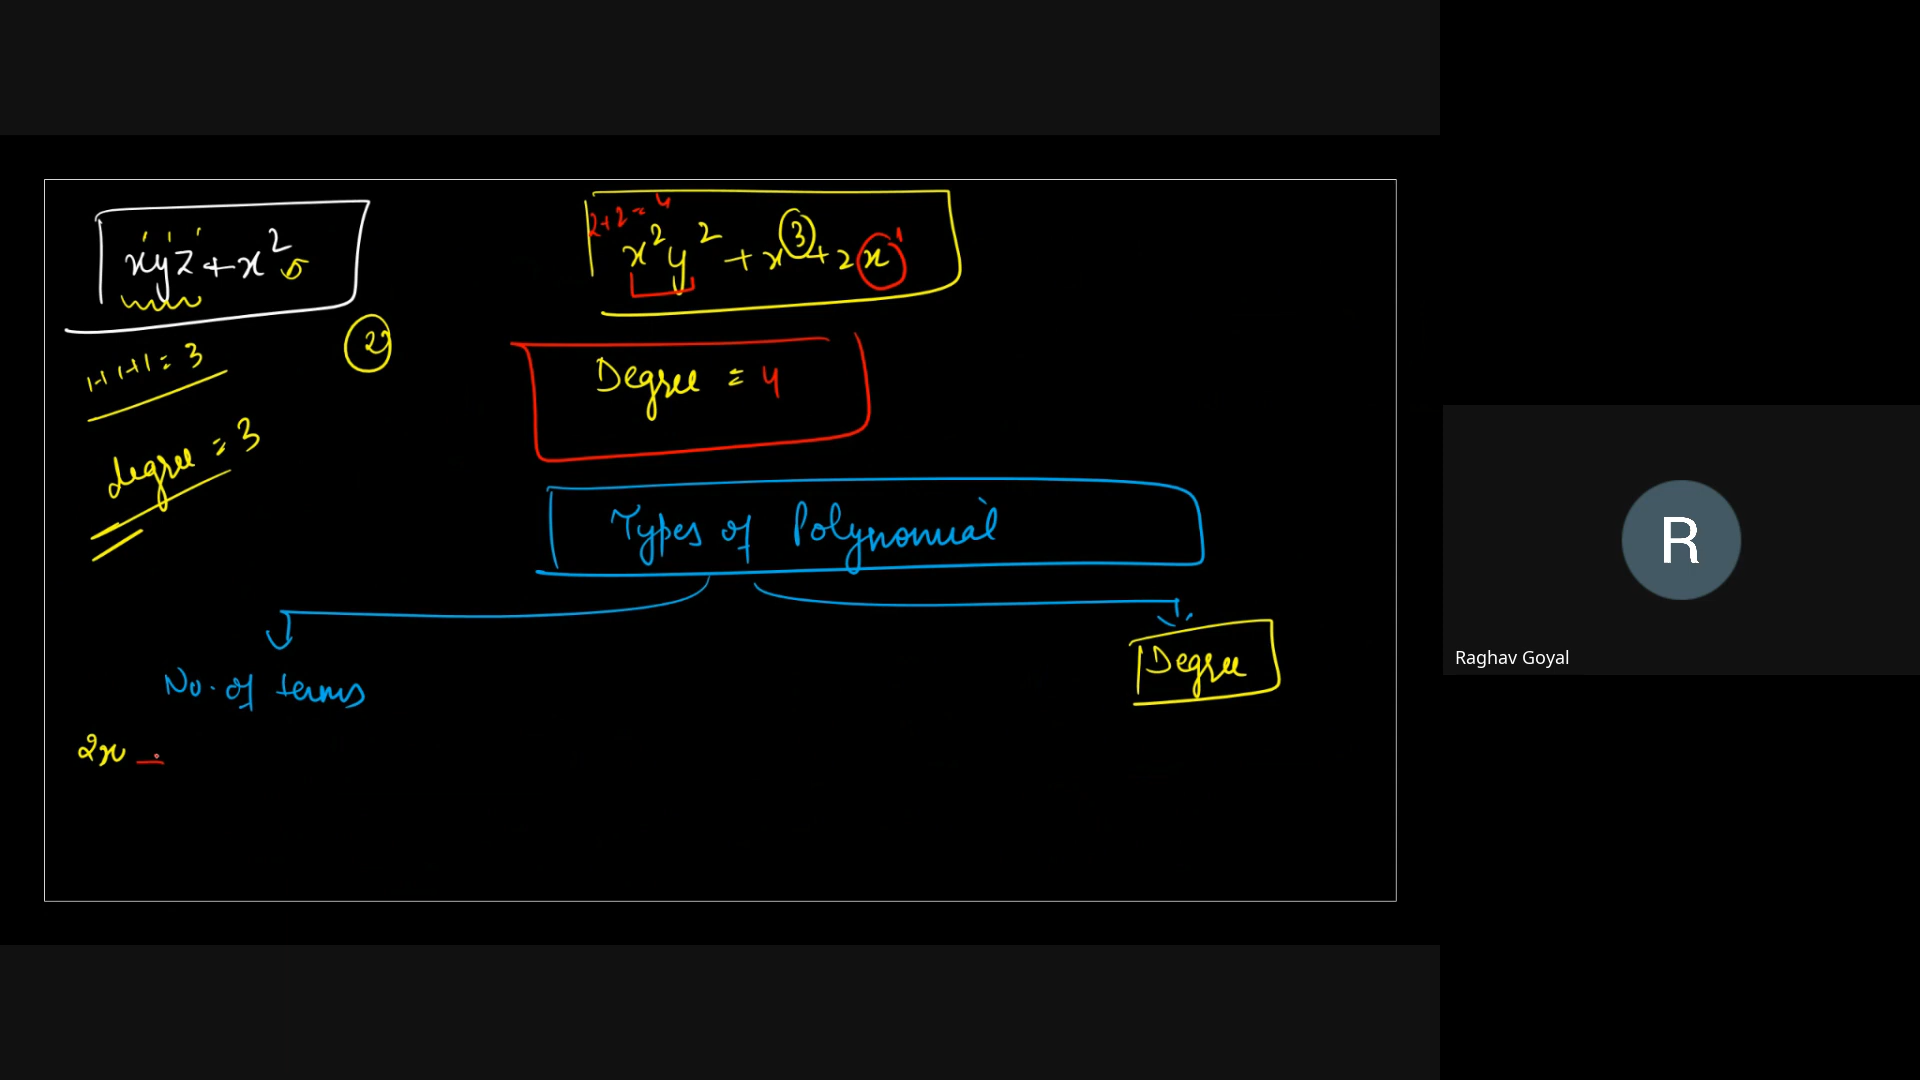 xyz + x²
1+1+1 = 3
2
degree = 3
2+2 = 4
x²y² + x³ + 2x¹
Degree = 4
Types of Polynomial
No. of terms
Degree
2x
R
Raghav Goyal